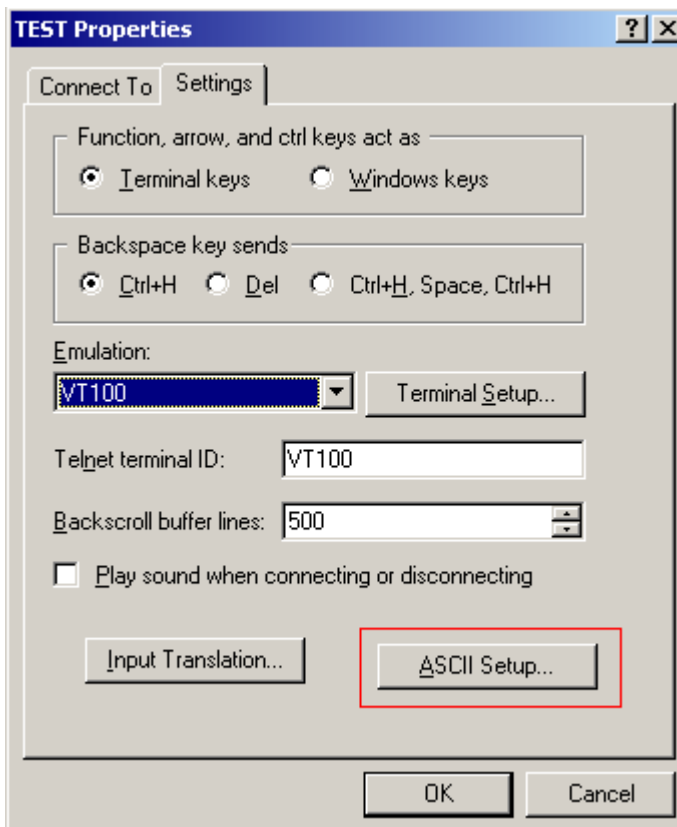 TEST Properties
Connect To Settings
Function, arrow, and ctrl keys act as
Terminal keys Windows keys
Backspace key sends
Ctrl+H Del Ctrl+H, Space, Ctrl+H
Emulation:
VT100 Terminal Setup...
Telnet terminal ID: VT100
Backscroll buffer lines: 500
Play sound when connecting or disconnecting
Input Translation... ASCII Setup...
OK Cancel